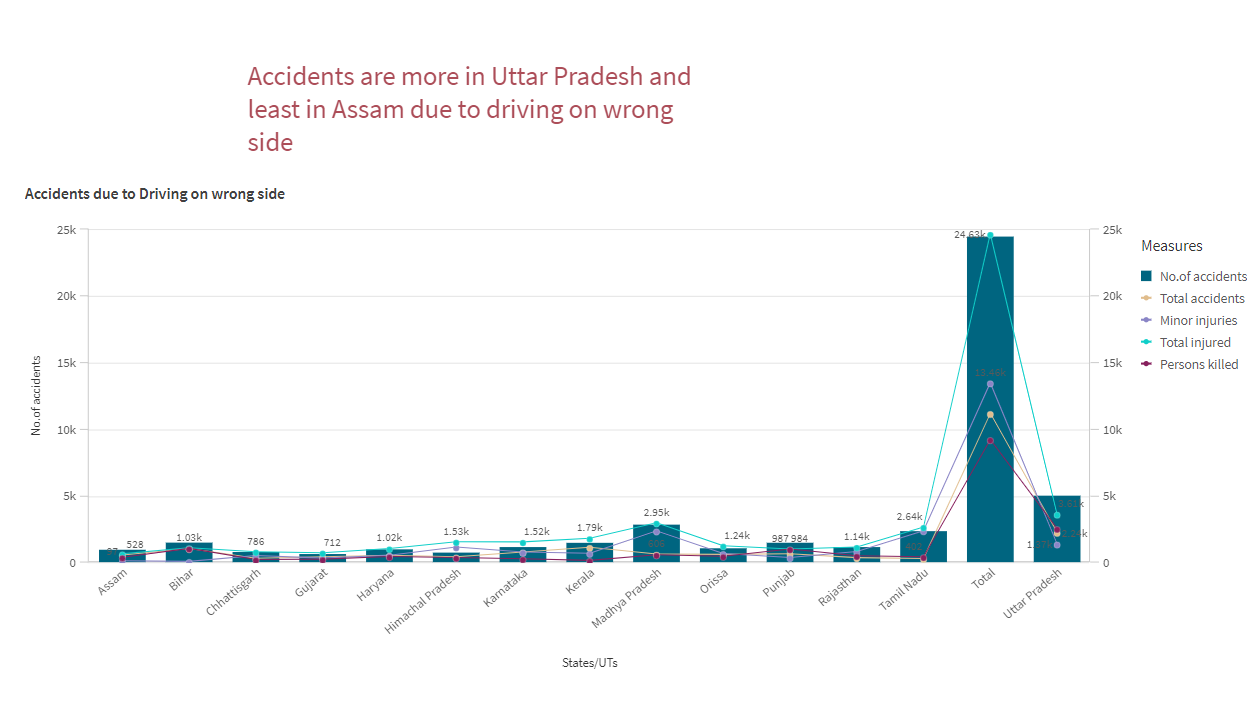 Accidents are more in Uttar Pradesh and
least in Assam due to driving on wrong
side
Accidents due to Driving on wrong side
No.of accidents
25k
20k
15k
10k
5k
0
25k
20k
15k
10k
5k
0
528
1.03k
786
712
1.02k
1.53k
1.52k
1.79k
2.95k
1.24k
987 984
1.14k
2.64k
24.63k
13.46k
Assam
Bihar
Chhattisgarh
Gujarat
Haryana
Himachal Pradesh
Karnataka
Kerala
Madhya Pradesh
Orissa
Punjab
Rajasthan
Tamil Nadu
Total
Uttar Pradesh
States/UTs
Measures
No.of accidents
Total accidents
Minor injuries
Total injured
Persons killed